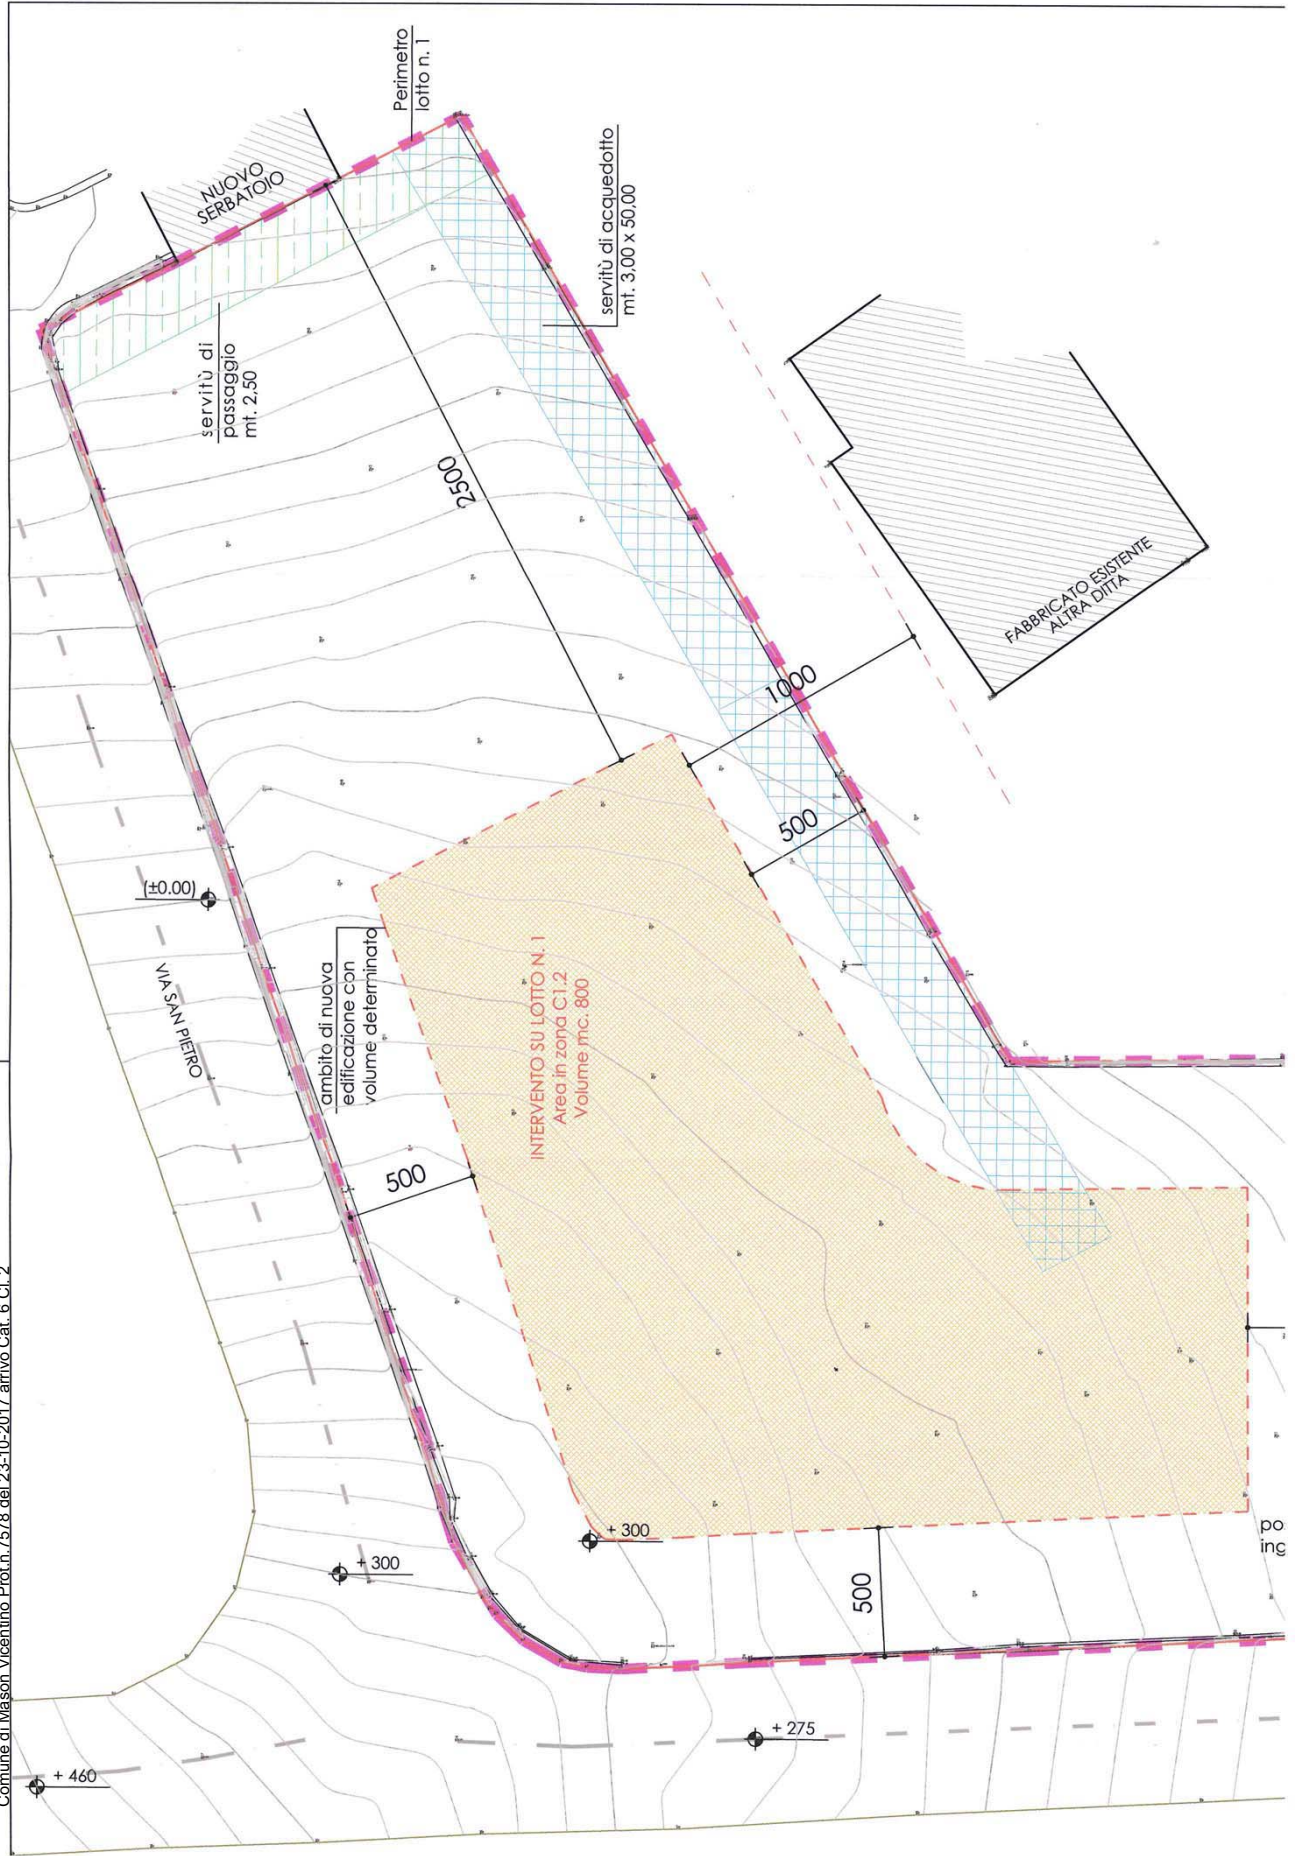 Comune di Mason Vicentino Prot.n.7578 del 23-10-2017 arrivo Cat. 6 Cl. 2
Perimetro
lotto n. 1
NUOVO
SERBATOIO
servitù di acquedotto
mt. 3,00 x 50,00
servitù di
passaggio
mt. 2,50
2500
FABBRICATO ESISTENTE
ALTRA DITTA
1000
500
(±0.00)
VIA SAN PIETRO
ambito di nuova
edificazione con
volume determinato
INTERVENTO SU LOTTO N. 1
Area in zona C1.2
Volume mc. 800
500
+ 300
+ 300
500
po
ing
+ 275
+ 460